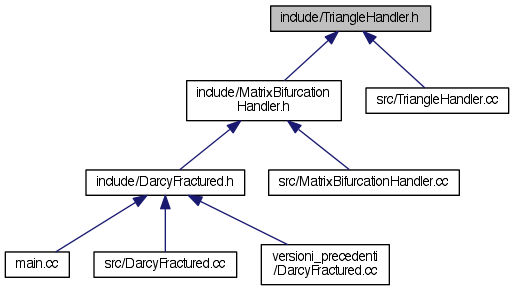 include/TriangleHandler.h
include/MatrixBifurcation
Handler.h
src/TriangleHandler.cc
include/DarcyFractured.h
src/MatrixBifurcationHandler.cc
main.cc
src/DarcyFractured.cc
versioni_precedenti
/DarcyFractured.cc